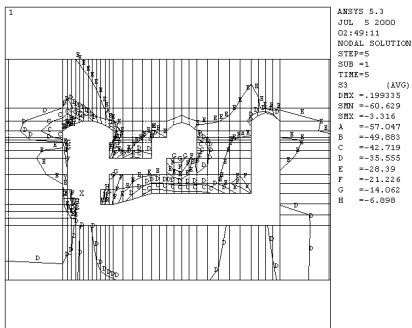 1
ANSYS 5.3
JUL 5 2000
02:49:11
NODAL SOLUTION
STEP=5
SUB =1
TIME=5
S3 (AVG)
DMX =.199335
SMN =-60.629
SMX =-3.316
A =-57.047
B =-49.883
C =-42.719
D =-35.555
E =-28.39
F =-21.226
G =-14.062
H =-6.898